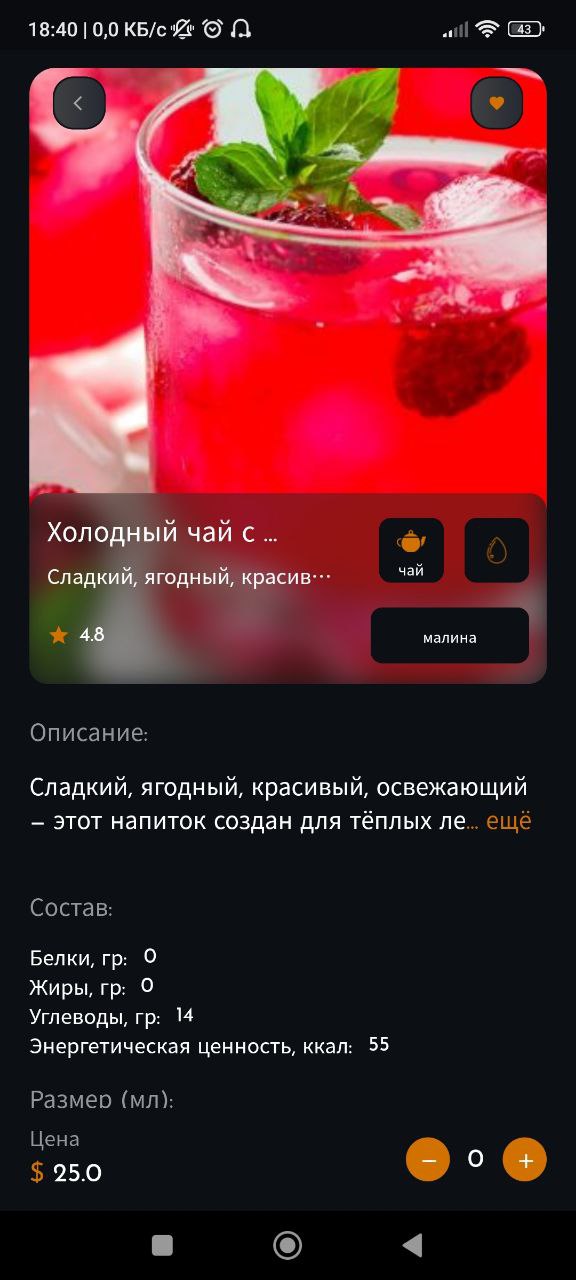 18:40 | 0,0 КБ/с 43
Холодный чай с ...
Сладкий, ягодный, красив...
чай
4.8
малина
Описание:
Сладкий, ягодный, красивый, освежающий
– этот напиток создан для тёплых ле... ещё
Состав:
Белки, гр: 0
Жиры, гр: 0
Углеводы, гр: 14
Энергетическая ценность, ккал: 55
Размер (мл):
Цена
$ 25.0
– 0 +